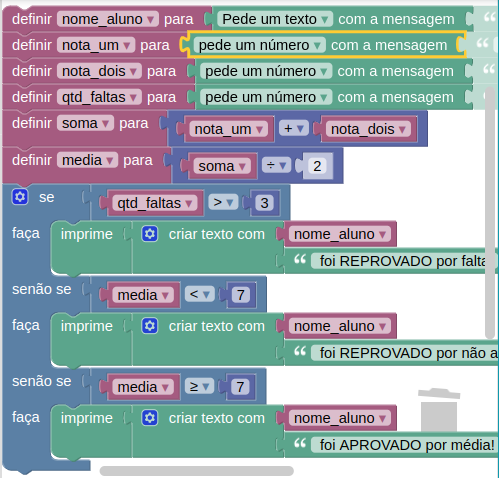 definir nome_aluno para Pede um texto com a mensagem “
definir nota_um para pede um número com a mensagem “
definir nota_dois para pede um número com a mensagem “
definir qtd_faltas para pede um número com a mensagem
definir soma para nota_um + nota_dois
definir media para soma ÷ 2
se qtd_faltas > 3
faça imprime criar texto com nome_aluno
“ foi REPROVADO por falta
senão se media < 7
faça imprime criar texto com nome_aluno
“ foi REPROVADO por não a
senão se media ≥ 7
faça imprime criar texto com nome_aluno
“ foi APROVADO por média!